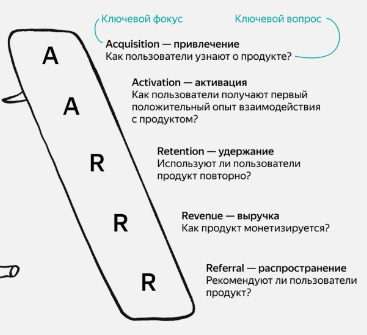 Ключевой фокус
Ключевой вопрос
A
Acquisition — привлечение
Как пользователи узнают о продукте?
A
Activation — активация
Как пользователи получают первый
положительный опыт взаимодействия
с продуктом?
R
Retention — удержание
Используют ли пользователи
продукт повторно?
R
Revenue — выручка
Как продукт монетизируется?
R
Referral — распространение
Рекомендуют ли пользователи
продукт?